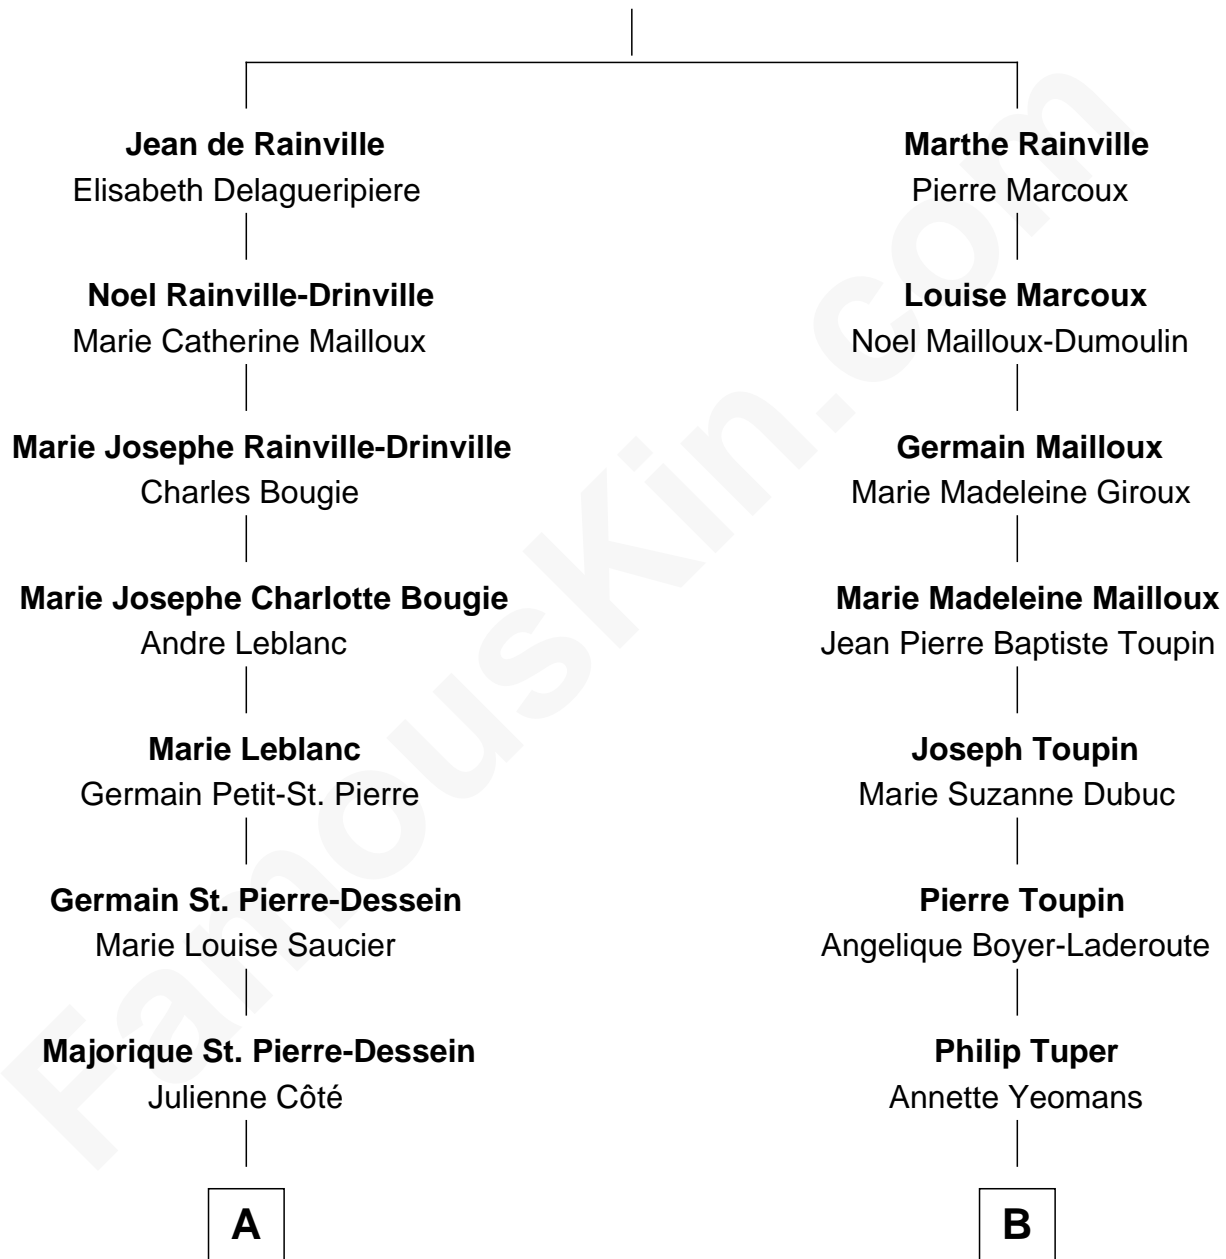 Jean de Rainville
Elisabeth Delagueripiere
Noel Rainville-Drinville
Marie Catherine Mailloux
Marie Josephe Rainville-Drinville
Charles Bougie
Marie Josephe Charlotte Bougie
Andre Leblanc
Marie Leblanc
Germain Petit-St. Pierre
Germain St. Pierre-Dessein
Marie Louise Saucier
Majorique St. Pierre-Dessein
Julienne Côté
A
Marthe Rainville
Pierre Marcoux
Louise Marcoux
Noel Mailloux-Dumoulin
Germain Mailloux
Marie Madeleine Giroux
Marie Madeleine Mailloux
Jean Pierre Baptiste Toupin
Joseph Toupin
Marie Suzanne Dubuc
Pierre Toupin
Angelique Boyer-Laderoute
Philip Tuper
Annette Yeomans
B
FamousKin.com